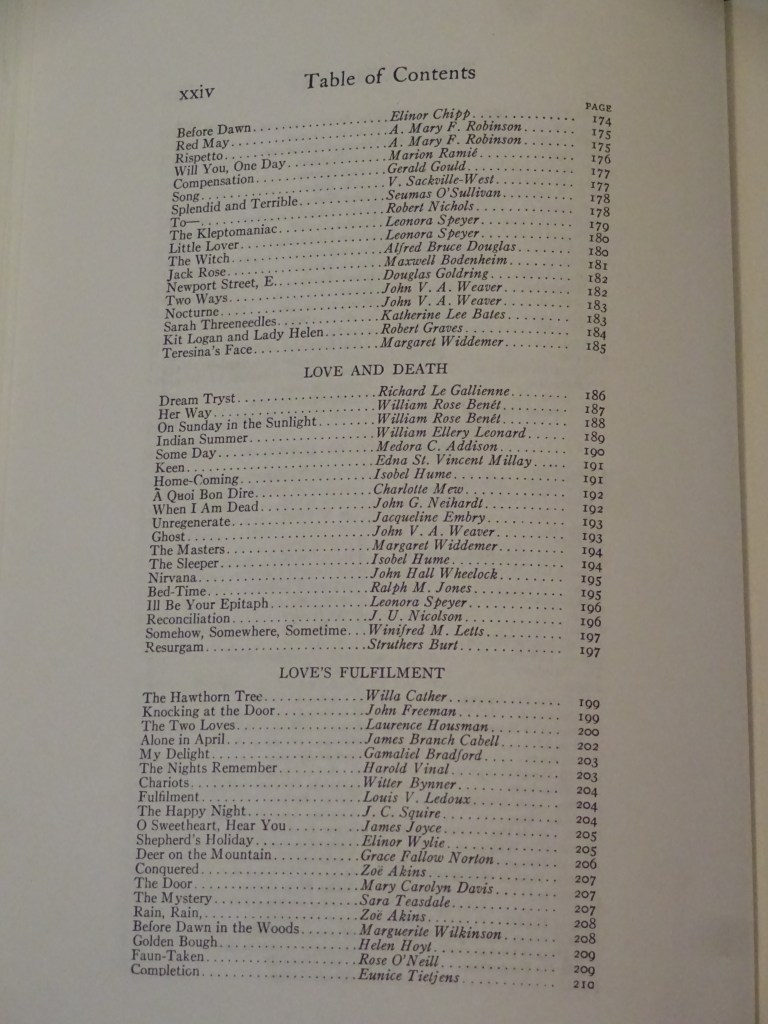 xxiv Table of Contents
PAGE
Before Dawn.....Elinor Chipp.....174
Red May.....A. Mary F. Robinson.....175
Rispetto.....A. Mary F. Robinson.....175
Will You, One Day.....Marion Ramié.....176
Compensation.....Gerald Gould.....177
Song.....V. Sackville-West.....177
Splendid and Terrible.....Seumas O'Sullivan.....178
To—.....Robert Nichols.....178
The Kleptomaniac.....Leonora Speyer.....179
Little Lover.....Leonora Speyer.....180
The Witch.....Alfred Bruce Douglas.....180
Jack Rose.....Maxwell Bodenheim.....181
Newport Street, E.....Douglas Goldring.....182
Two Ways.....John V. A. Weaver.....182
Nocturne.....John V. A. Weaver.....183
Sarah Threeneedles.....Katherine Lee Bates.....183
Kit Logan and Lady Helen.....Robert Graves.....184
Teresina's Face.....Margaret Widdemer.....185
LOVE AND DEATH
Dream Tryst.....Richard Le Gallienne.....186
Her Way.....William Rose Benét.....187
On Sunday in the Sunlight.....William Rose Benét.....188
Indian Summer.....William Ellery Leonard.....189
Some Day.....Medora C. Addison.....190
Keen.....Edna St. Vincent Millay.....191
Home-Coming.....Isobel Hume.....191
À Quoi Bon Dire.....Charlotte Mew.....192
When I Am Dead.....John G. Neihardt.....192
Unregenerate.....Jacqueline Embry.....193
Ghost.....John V. A. Weaver.....193
The Masters.....Margaret Widdemer.....194
The Sleeper.....Isobel Hume.....194
Nirvana.....John Hall Wheelock.....195
Bed-Time.....Ralph M. Jones.....195
Ill Be Your Epitaph.....Leonora Speyer.....196
Reconciliation.....J. U. Nicolson.....196
Somehow, Somewhere, Sometime...Winifred M. Letts.....197
Resurgam.....Struthers Burt.....197
LOVE'S FULFILMENT
The Hawthorn Tree.....Willa Cather.....199
Knocking at the Door.....John Freeman.....199
The Two Loves.....Laurence Housman.....200
Alone in April.....James Branch Cabell.....202
My Delight.....Gamaliel Bradford.....203
The Nights Remember.....Harold Vinal.....203
Chariots.....Witter Bynner.....204
Fulfilment.....Louis V. Ledoux.....204
The Happy Night.....J. C. Squire.....204
O Sweetheart, Hear You.....James Joyce.....205
Shepherd's Holiday.....Elinor Wylie.....205
Deer on the Mountain.....Grace Fallow Norton.....206
Conquered.....Zoë Akins.....207
The Door.....Mary Carolyn Davis.....207
The Mystery.....Sara Teasdale.....207
Rain, Rain,.....Zoë Akins.....208
Before Dawn in the Woods.....Marguerite Wilkinson.....208
Golden Bough.....Helen Hoyt.....209
Faun-Taken.....Rose O'Neill.....209
Completion.....Eunice Tietjens.....210